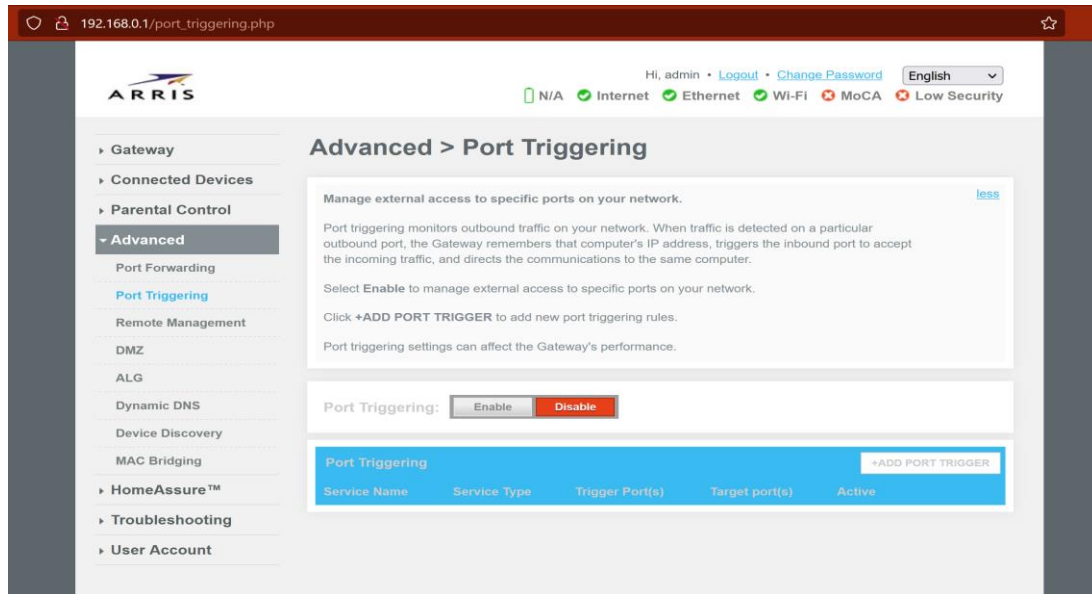 192.168.0.1/port_triggering.php
ARRIS
Hi, admin • Logout • Change Password English
N/A Internet Ethernet Wi-Fi MoCA Low Security
Gateway
Connected Devices
Parental Control
Advanced
Port Forwarding
Port Triggering
Remote Management
DMZ
ALG
Dynamic DNS
Device Discovery
MAC Bridging
HomeAssure™
Troubleshooting
User Account
Advanced > Port Triggering
Manage external access to specific ports on your network.
less
Port triggering monitors outbound traffic on your network. When traffic is detected on a particular
outbound port, the Gateway remembers that computer's IP address, triggers the inbound port to accept
the incoming traffic, and directs the communications to the same computer.
Select Enable to manage external access to specific ports on your network.
Click +ADD PORT TRIGGER to add new port triggering rules.
Port triggering settings can affect the Gateway's performance.
Port Triggering: Enable Disable
Port Triggering +ADD PORT TRIGGER
Service Name Service Type Trigger Port(s) Target port(s) Active